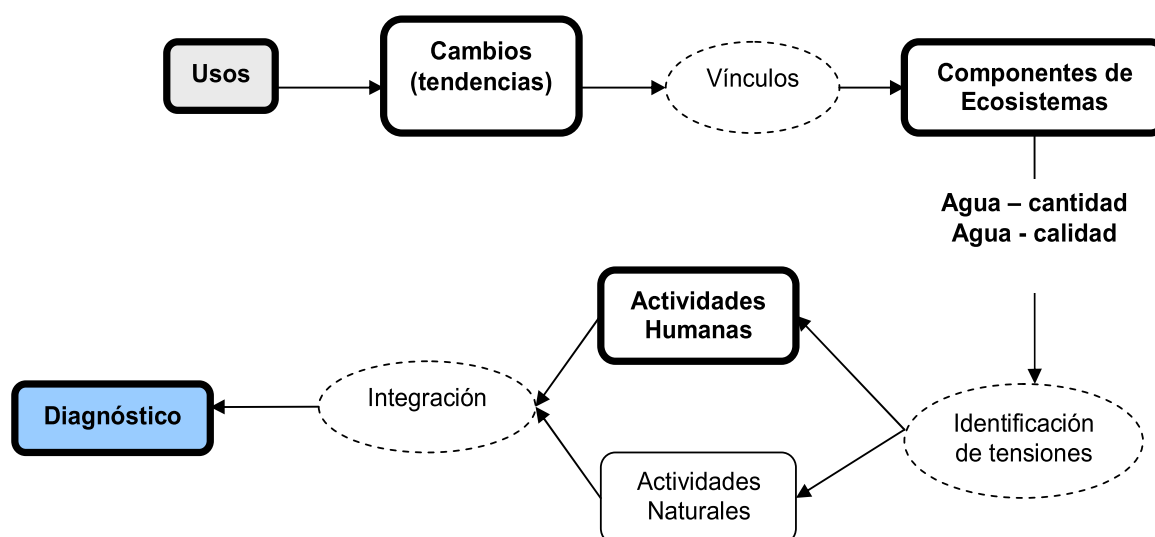 Usos
Cambios
(tendencias)
Vínculos
Componentes de
Ecosistemas
Agua – cantidad
Agua - calidad
Actividades
Humanas
Integración
Diagnóstico
Identificación
de tensiones
Actividades
Naturales